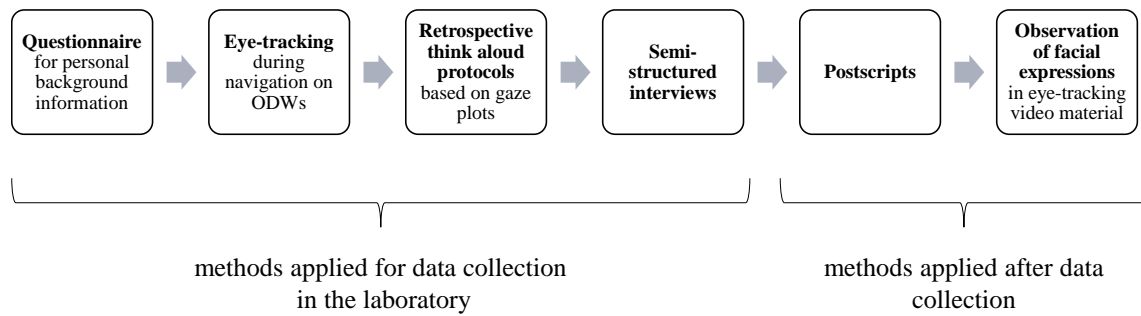 Questionnaire
for personal
background
information
Eye-tracking
during
navigation on
ODWs
Retrospective
think aloud
protocols
based on gaze
plots
Semi-
structured
interviews
Postscripts
Observation
of facial
expressions
in eye-tracking
video material
methods applied for data collection
in the laboratory
methods applied after data
collection